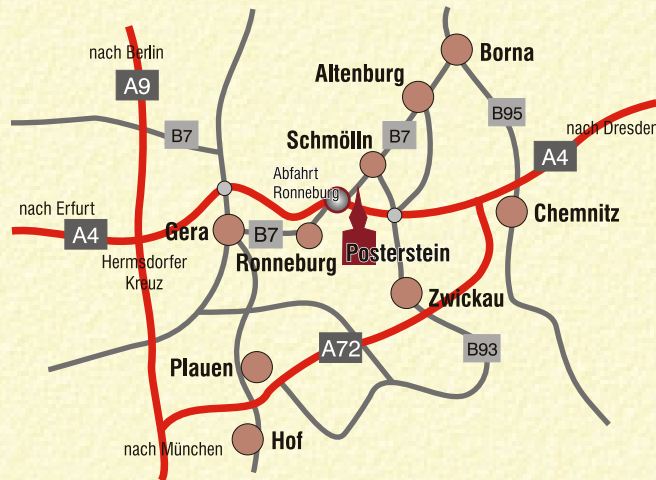 Borna
nach Berlin
Altenburg
A9
B95
B7
Schmölln
B7
nach Dresden
A4
Abfahrt
Ronneburg
nach Erfurt
A4
Gera
B7
Chemnitz
Ronneburg
Posterstein
Hermsdorfer
Kreuz
Zwickau
A72
B93
Plauen
Hof
nach München